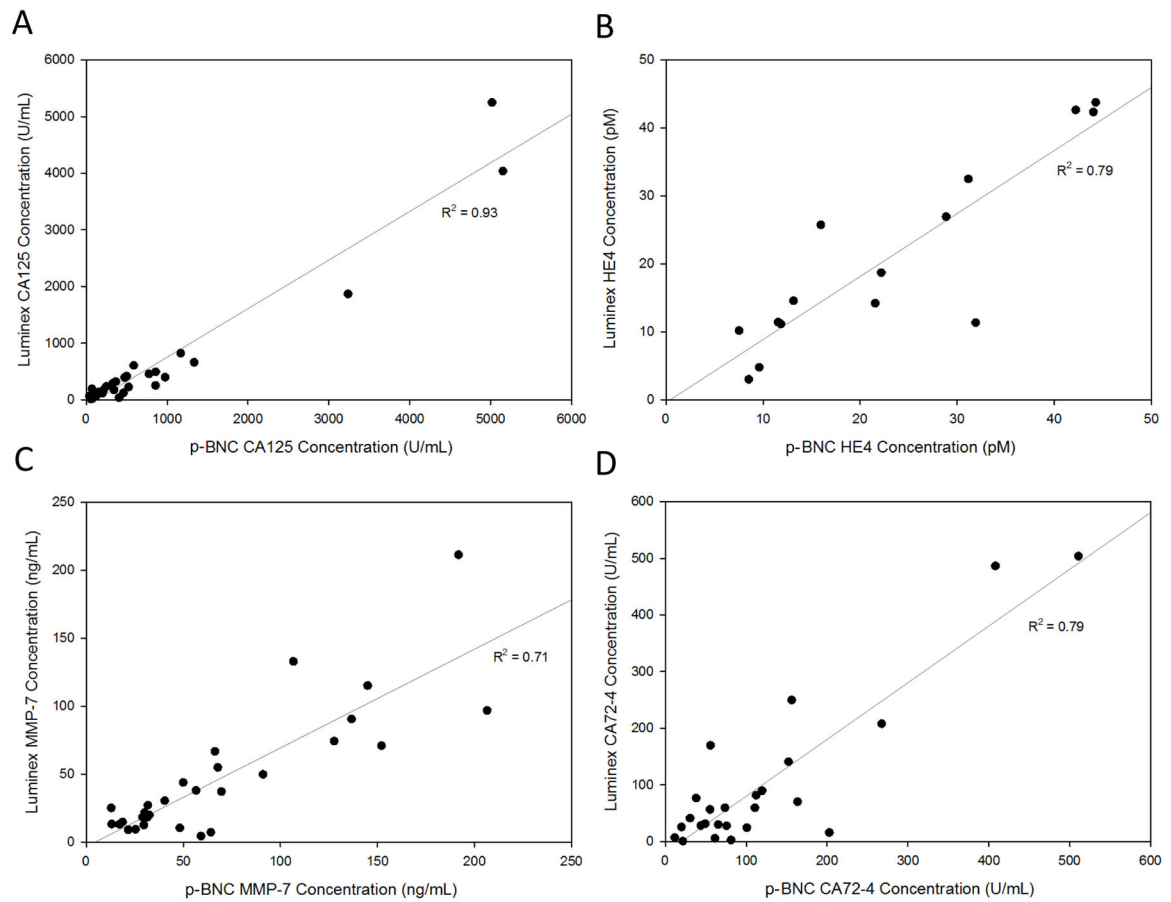 A
6000
5000
4000
3000
2000
1000
0
Luminex CA125 Concentration (U/mL)
R² = 0.93
0 1000 2000 3000 4000 5000 6000
p-BNC CA125 Concentration (U/mL)
B
50
40
30
20
10
0
Luminex HE4 Concentration (pM)
R² = 0.79
0 10 20 30 40 50
p-BNC HE4 Concentration (pM)
C
250
200
150
100
50
0
Luminex MMP-7 Concentration (ng/mL)
R² = 0.71
0 50 100 150 200 250
p-BNC MMP-7 Concentration (ng/mL)
D
600
500
400
300
200
100
0
Luminex CA72-4 Concentration (U/mL)
R² = 0.79
0 100 200 300 400 500 600
p-BNC CA72-4 Concentration (U/mL)